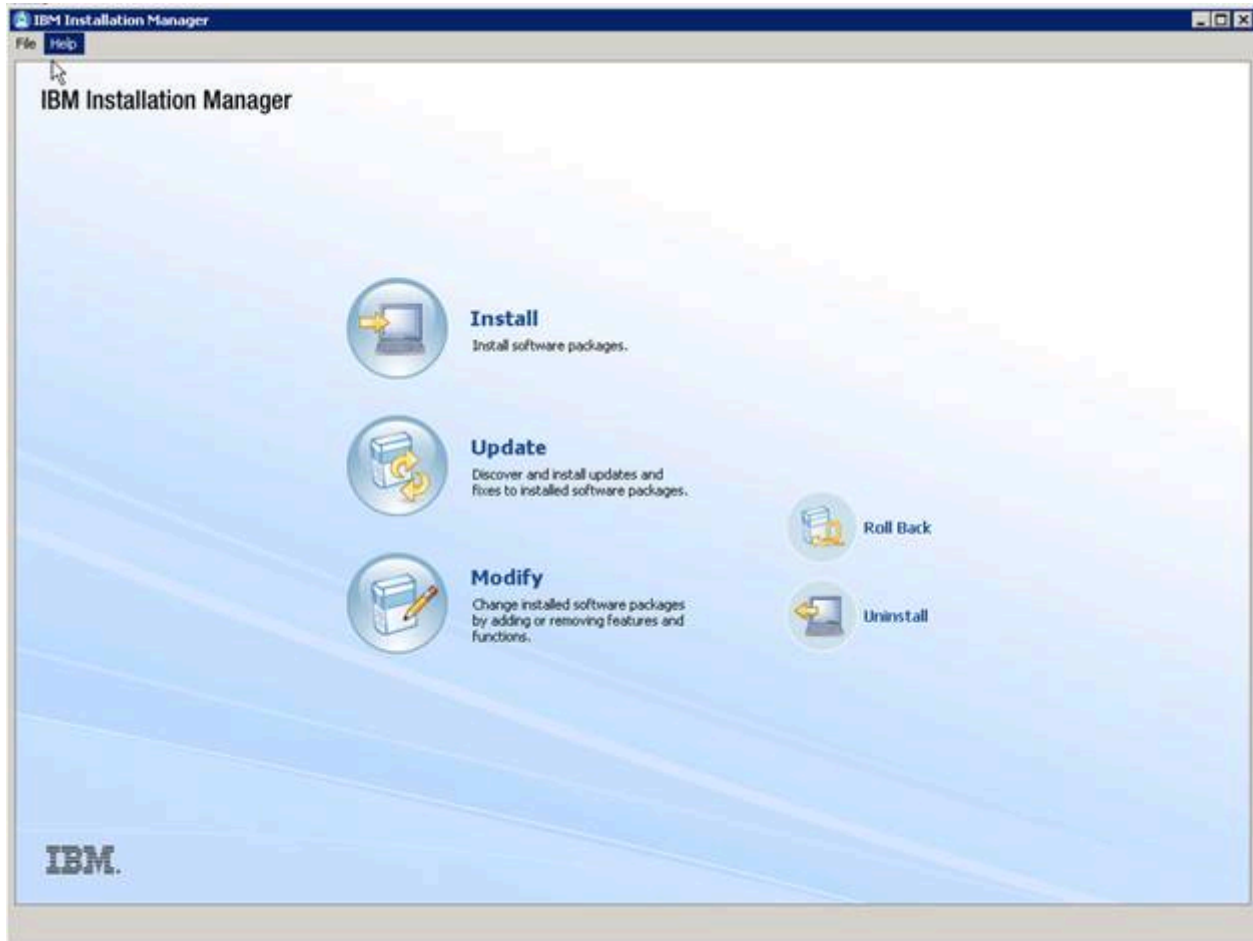 IBM Installation Manager
File Help
IBM Installation Manager
Install
Install software packages.
Update
Discover and install updates and
fixes to installed software packages.
Modify
Change installed software packages
by adding or removing features and
functions.
Roll Back
Uninstall
IBM.